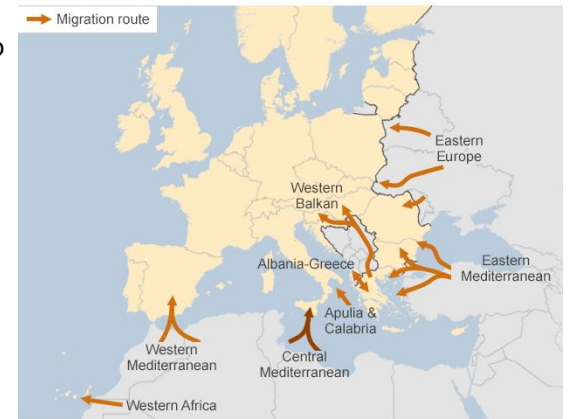 Migration route
Eastern
Europe
Western
Balkan
Albania-Greece
Eastern
Mediterranean
Apulia &
Calabria
Western
Mediterranean
Central
Mediterranean
Western Africa